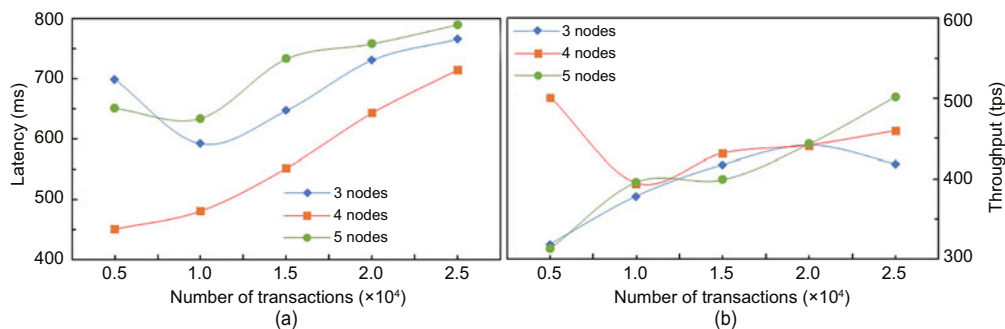 800
700
600
500
400
Latency (ms)
3 nodes
4 nodes
5 nodes
0.5 1.0 1.5 2.0 2.5
Number of transactions (×10⁴)
(a)
3 nodes
4 nodes
5 nodes
600
500
400
300
Throughput (tps)
0.5 1.0 1.5 2.0 2.5
Number of transactions (×10⁴)
(b)